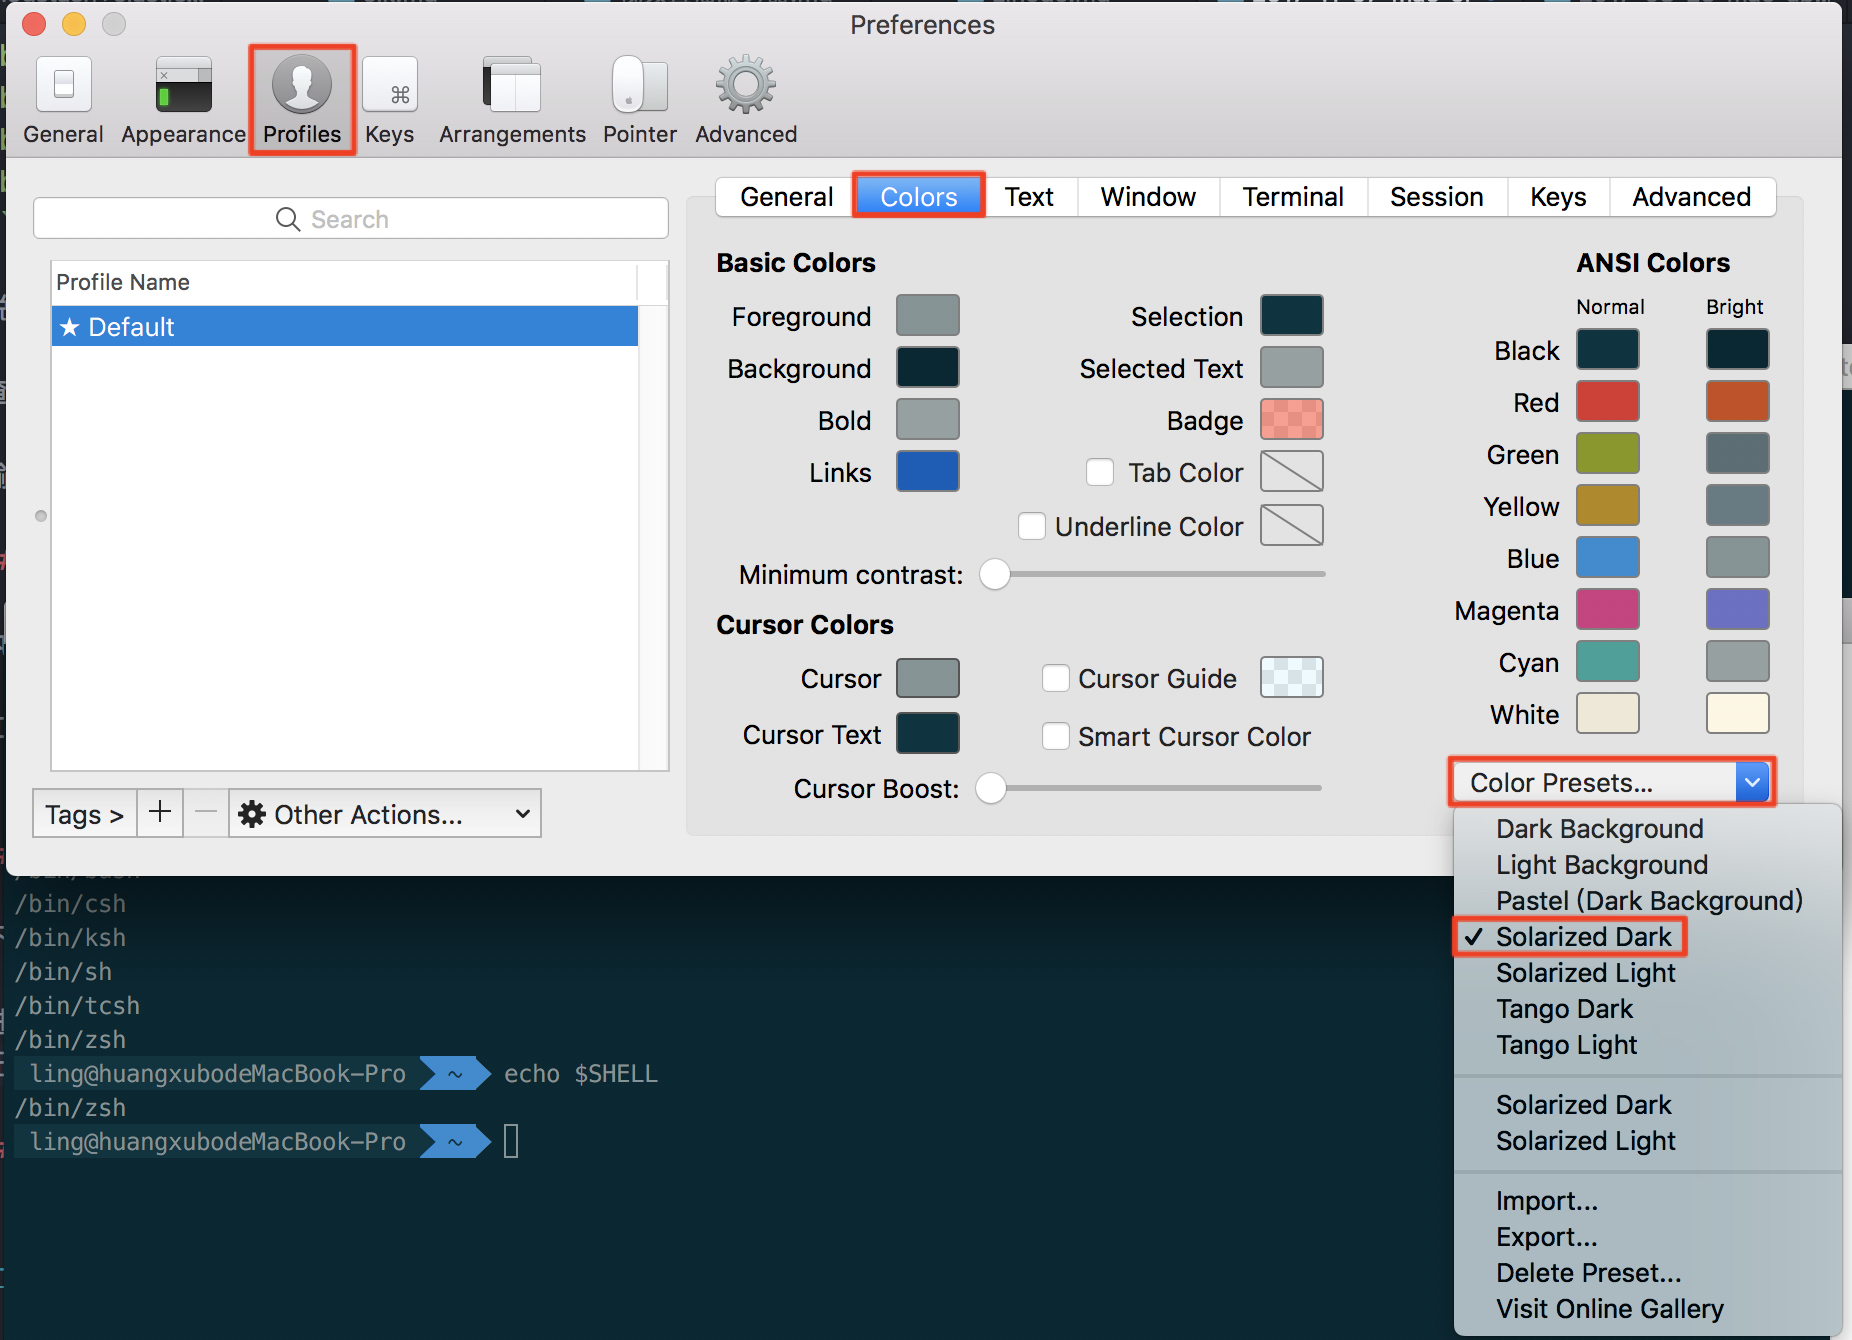 Preferences
General Appearance Profiles Keys Arrangements Pointer Advanced
General Colors Text Window Terminal Session Keys Advanced
Search
Profile Name
★ Default
Tags > + − Other Actions...
Basic Colors
Foreground
Background
Bold
Links
Selection
Selected Text
Badge
Tab Color
Underline Color
Minimum contrast:
Cursor Colors
Cursor
Cursor Text
Cursor Guide
Smart Cursor Color
Cursor Boost:
ANSI Colors
Normal Bright
Black
Red
Green
Yellow
Blue
Magenta
Cyan
White
Color Presets...
Dark Background
Light Background
Pastel (Dark Background)
✓ Solarized Dark
Solarized Light
Tango Dark
Tango Light
Solarized Dark
Solarized Light
Import...
Export...
Delete Preset...
Visit Online Gallery
/bin/csh
/bin/ksh
/bin/sh
/bin/tcsh
/bin/zsh
ling@huangxubodeMacBook-Pro ~ echo $SHELL
/bin/zsh
ling@huangxubodeMacBook-Pro ~